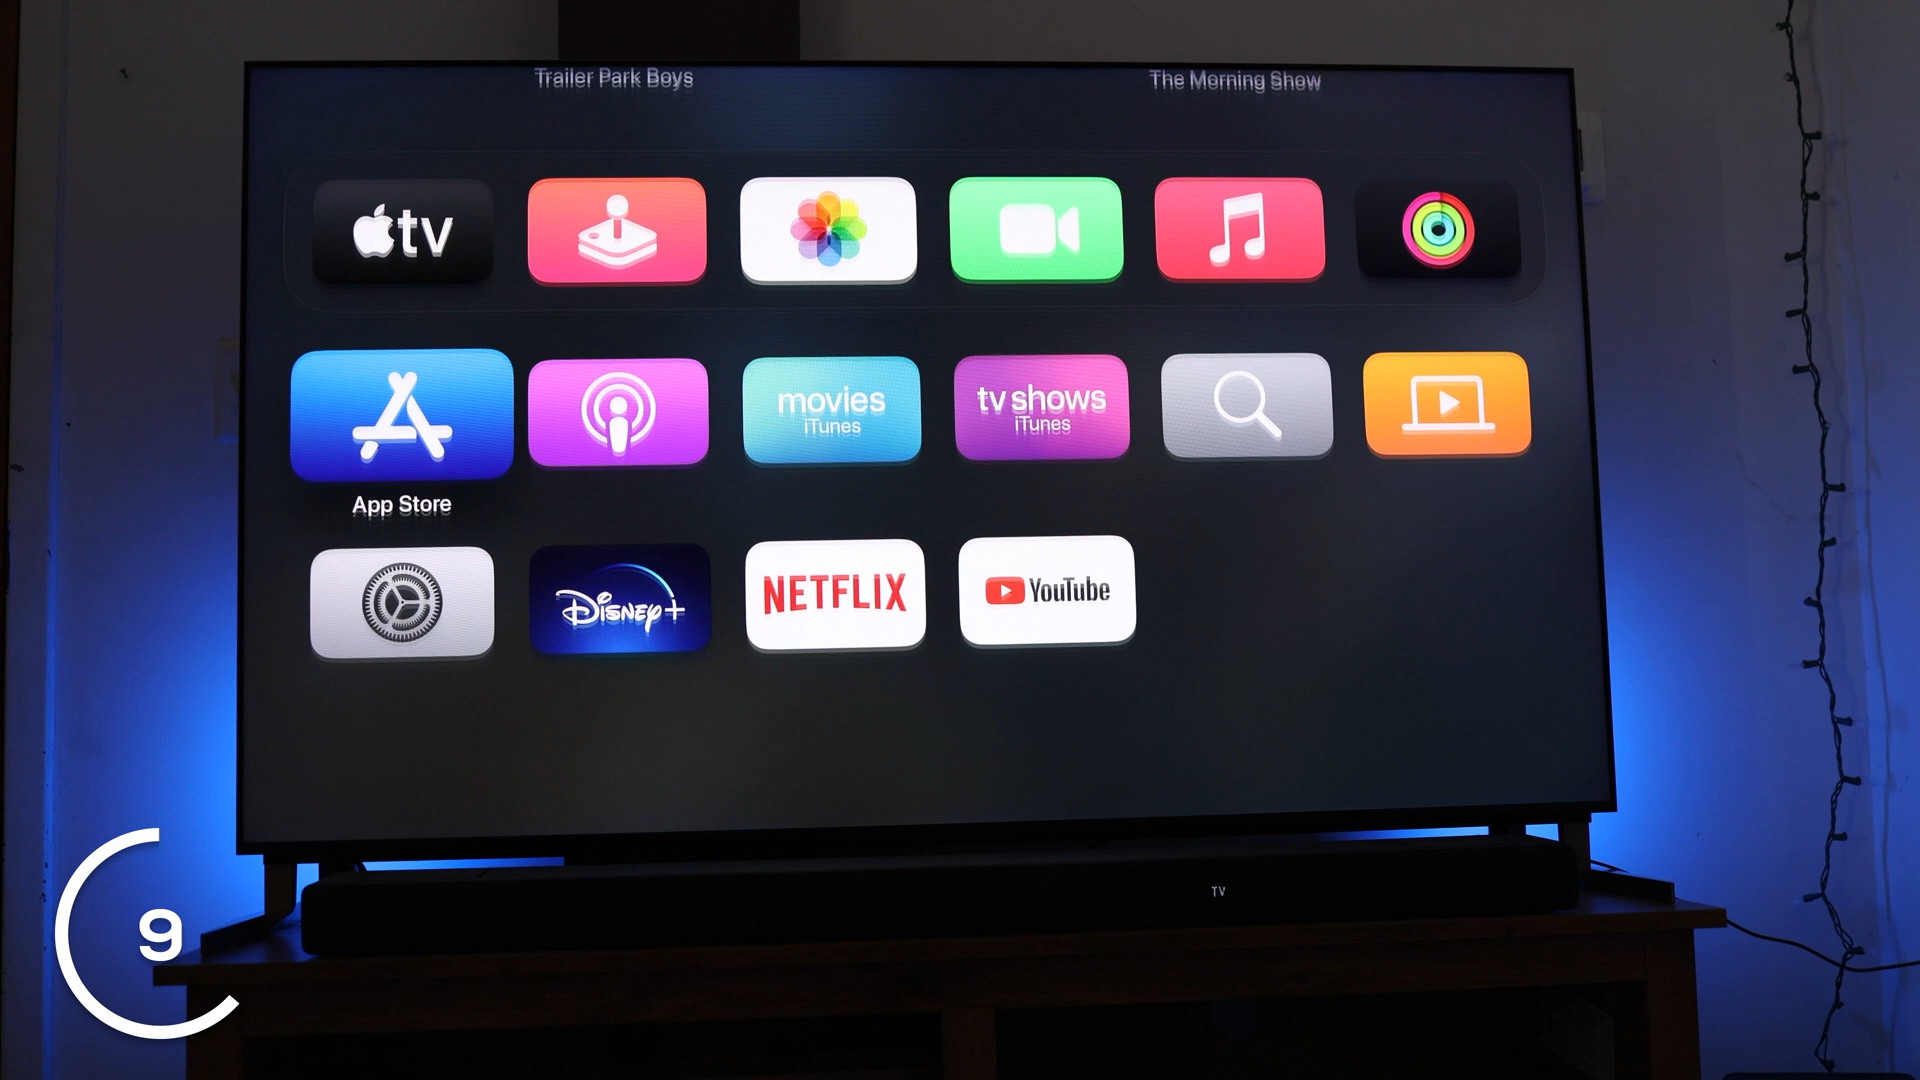 Trailer Park Boys
The Morning Show
tv
movies
iTunes
tv shows
iTunes
App Store
Disney+
NETFLIX
YouTube
TV
9